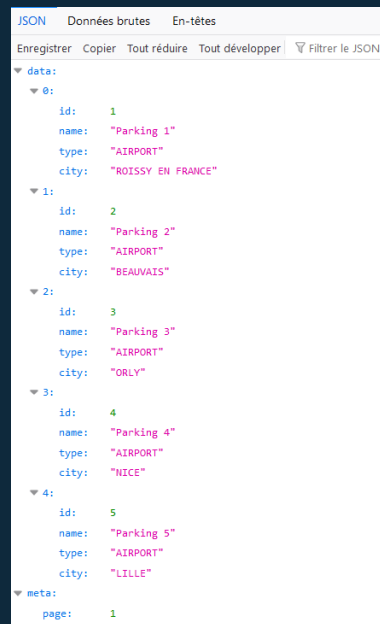 JSON Données brutes En-têtes
Enregistrer Copier Tout réduire Tout développer Filtrer le JSON
data:
0:
id: 1
name: "Parking 1"
type: "AIRPORT"
city: "ROISSY EN FRANCE"
1:
id: 2
name: "Parking 2"
type: "AIRPORT"
city: "BEAUVAIS"
2:
id: 3
name: "Parking 3"
type: "AIRPORT"
city: "ORLY"
3:
id: 4
name: "Parking 4"
type: "AIRPORT"
city: "NICE"
4:
id: 5
name: "Parking 5"
type: "AIRPORT"
city: "LILLE"
meta:
page: 1